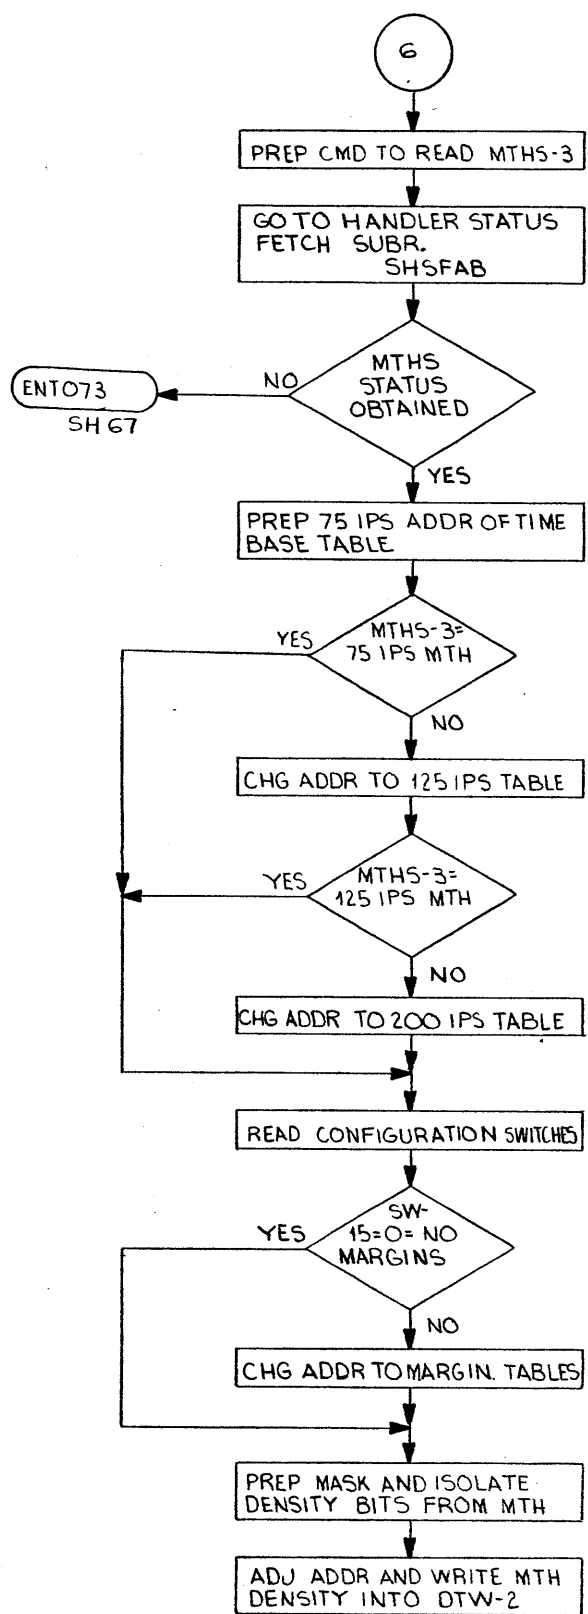 6
PREP CMD TO READ MTHS-3
GO TO HANDLER STATUS
FETCH SUBR.
SHSFAB
MTHS
STATUS
OBTAINED
NO
ENTO73
SH 67
YES
PREP 75 IPS ADDR OF TIME
BASE TABLE
MTHS-3=
75 IPS MTH
YES
NO
CHG ADDR TO 125 IPS TABLE
MTHS-3=
125 IPS MTH
YES
NO
CHG ADDR TO 200 IPS TABLE
READ CONFIGURATION SWITCHES
SW-
15=0= NO
MARGINS
YES
NO
CHG ADDR TO MARGIN. TABLES
PREP MASK AND ISOLATE
DENSITY BITS FROM MTH
ADJ ADDR AND WRITE MTH
DENSITY INTO DTW-2